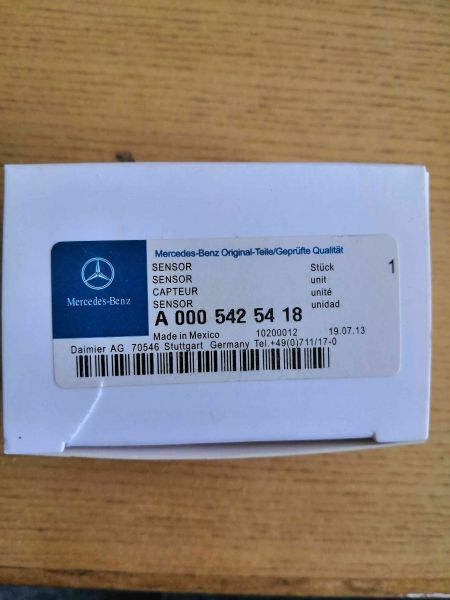 Mercedes-Benz Original-Teile/Geprüfte Qualität
SENSOR Stück 1
SENSOR unit
CAPTEUR unité
SENSOR unidad
Mercedes-Benz
A 000 542 54 18
Made in Mexico 10200012 19.07.13
Daimier AG 70546 Stuttgart Germany Tel.+49(0)711/17-0